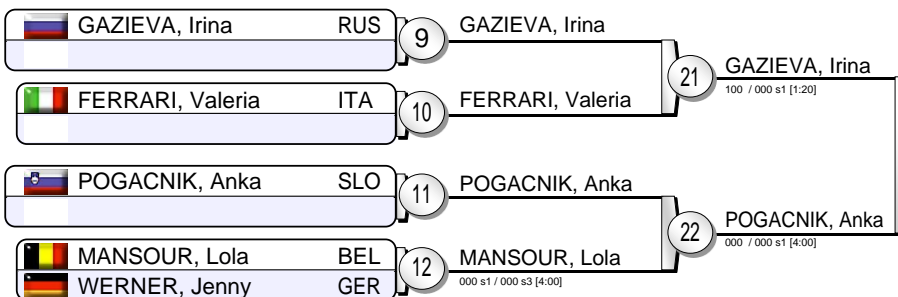 GAZIEVA, Irina RUS
9
GAZIEVA, Irina
FERRARI, Valeria ITA
10
FERRARI, Valeria
21
GAZIEVA, Irina
100 / 000 s1 [1:20]
POGACNIK, Anka SLO
11
POGACNIK, Anka
MANSOUR, Lola BEL
WERNER, Jenny GER
12
MANSOUR, Lola
000 s1 / 000 s3 [4:00]
22
POGACNIK, Anka
000 / 000 s1 [4:00]